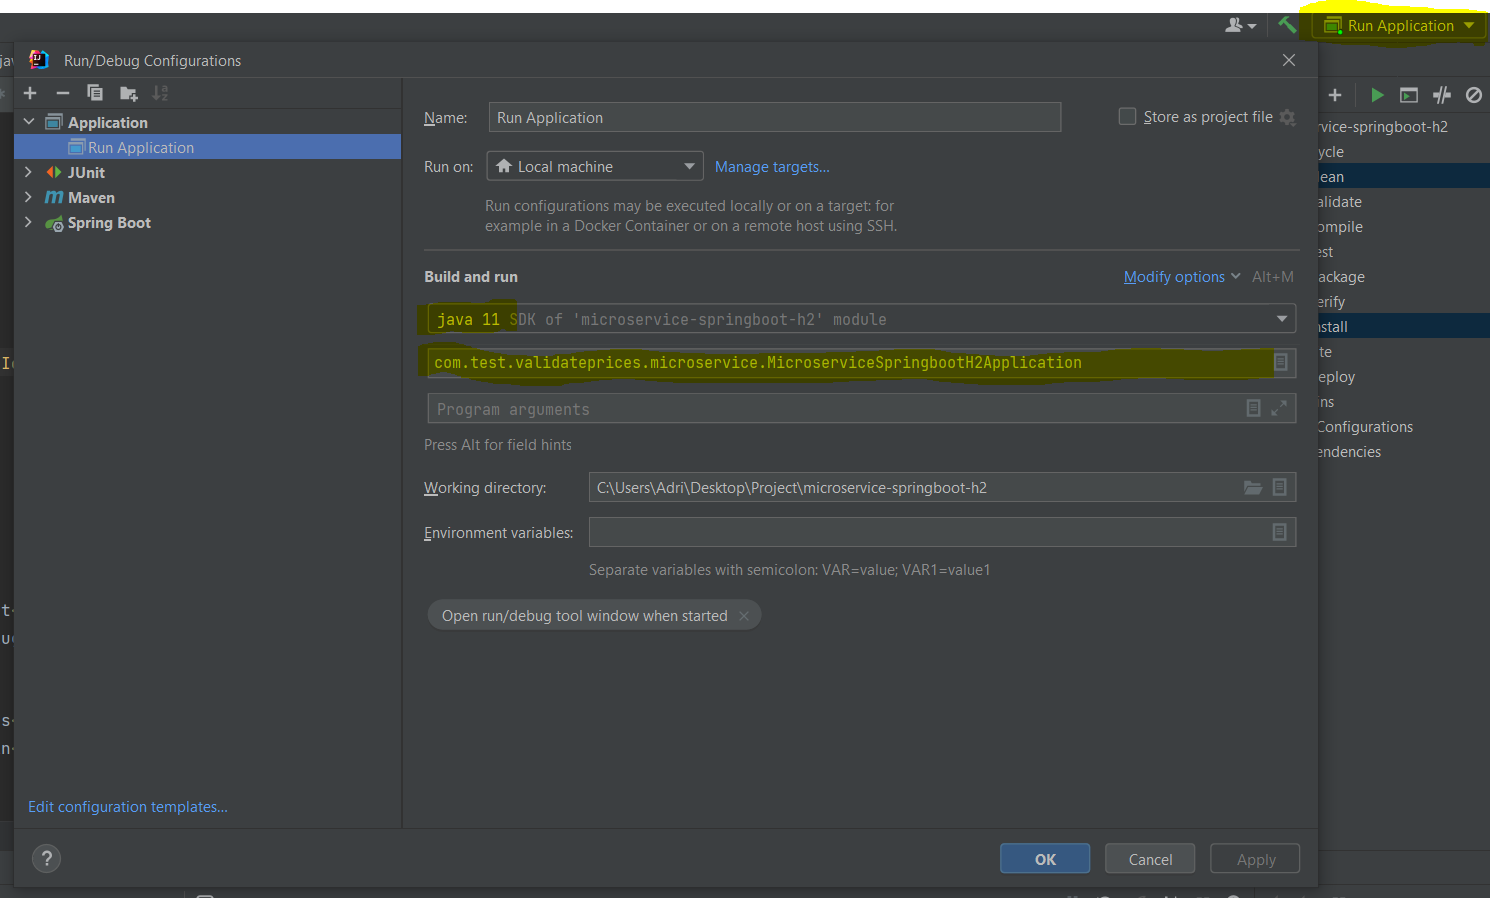 Run Application
Run/Debug Configurations
Name:
Run Application
Store as project file
Run on:
Local machine
Manage targets...
Run configurations may be executed locally or on a target: for
example in a Docker Container or on a remote host using SSH.
Build and run
Modify options
Alt+M
java 11 SDK of 'microservice-springboot-h2' module
com.test.validateprices.microservice.MicroserviceSpringbootH2Application
Program arguments
Press Alt for field hints
Working directory:
C:\Users\Adri\Desktop\Project\microservice-springboot-h2
Environment variables:
Separate variables with semicolon: VAR=value; VAR1=value1
Open run/debug tool window when started
Application
Run Application
JUnit
Maven
Spring Boot
Edit configuration templates...
?
OK
Cancel
Apply
rvice-springboot-h2
ycle
ean
alidate
ompile
est
ackage
erify
nstall
te
eploy
ins
Configurations
endencies